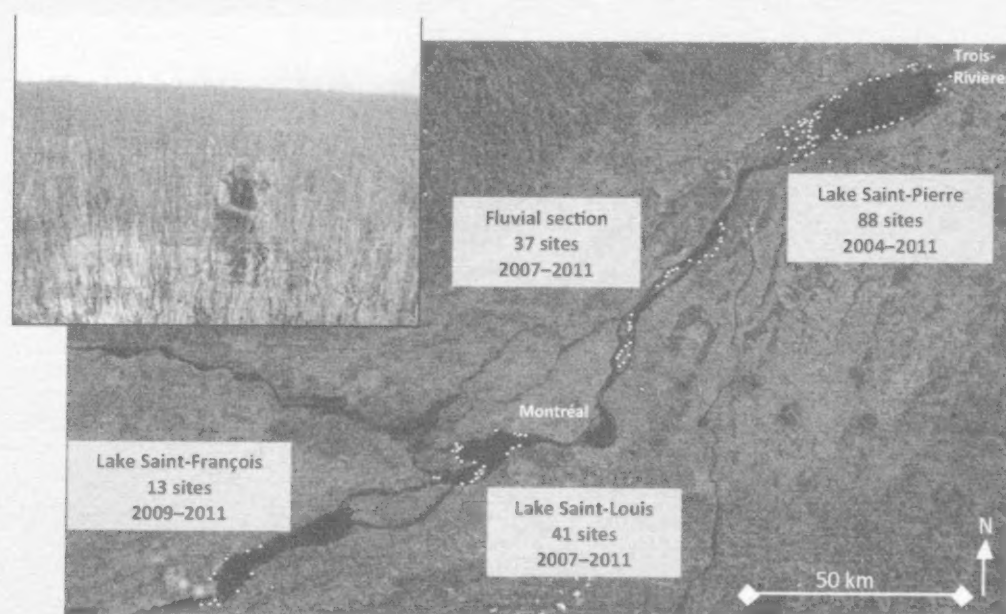 Trois-
Rivière
Lake Saint-Pierre
88 sites
2004–2011
Fluvial section
37 sites
2007–2011
Montréal
Lake Saint-François
13 sites
2009–2011
Lake Saint-Louis
41 sites
2007–2011
N
50 km